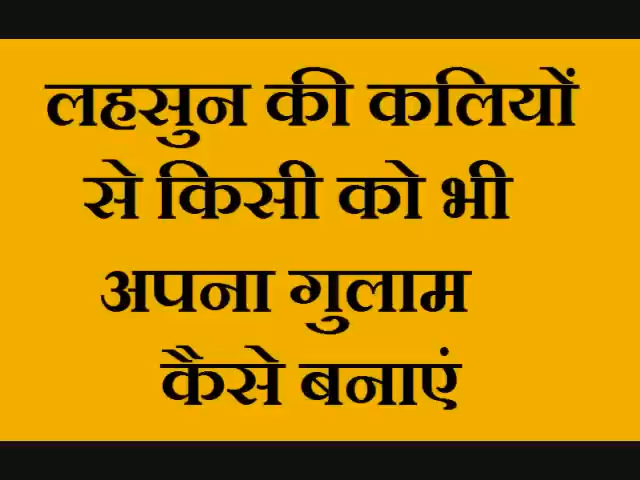 लहसुन की कलियों
से किसी को भी
अपना गुलाम
कैसे बनाएं